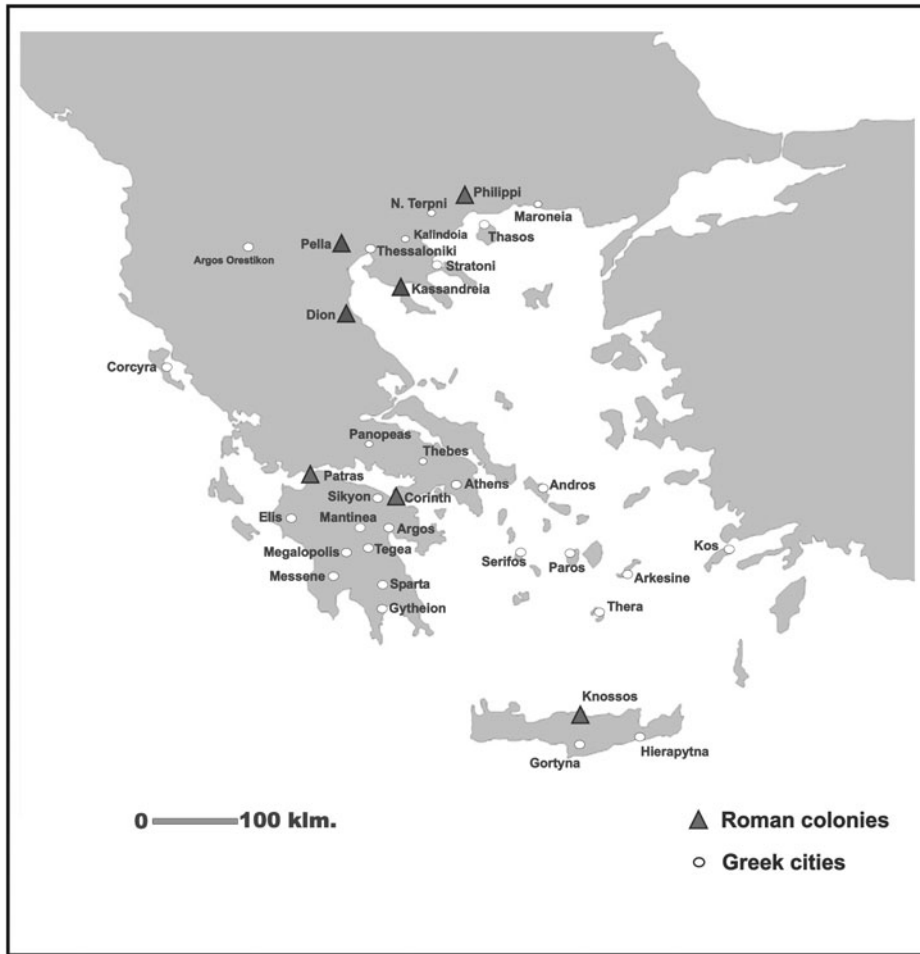 Philippi
N. Terpni
Maroneia
Kalindoia
Thasos
Pella
Thessaloniki
Argos Orestikon
Stratoni
Kassandreia
Dion
Corcyra
Panopeas
Thebes
Patras
Athens
Andros
Sikyon
Corinth
Elis
Mantinea
Argos
Megalopolis
Tegea
Serifos
Paros
Kos
Messene
Arkesine
Sparta
Gytheion
Thera
Knossos
Gortyna
Hierapytna
0 100 klm.
Roman colonies
Greek cities